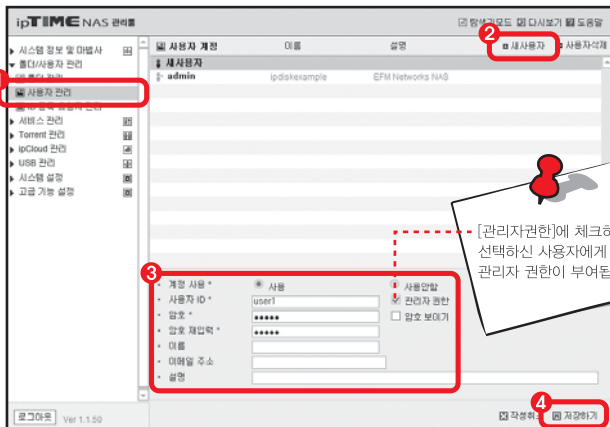 ipTIME NAS 관리툴
탐색기모드 다시보기 도움말
시스템 정보 및 마법사
폴더/사용자 관리
폴더 관리
사용자 관리
서비스 관리
Torrent 관리
ipCloud 관리
USB 관리
시스템 설정
고급 기능 설정
사용자 계정 이름 설명 새사용자 사용자삭제
2
새사용자
admin ipdiskexample EFM Networks NAS
[관리자권한]에 체크하
선택하신 사용자에게
관리자 권한이 부여됩
3
계정 사용 * 사용 사용안함
사용자 ID * user1 관리자 권한
암호 * ••••• 암호 보이기
암호 재입력 * •••••
이름
이메일 주소
설명
4
로그아웃 Ver 1.1.50
작성취소 저장하기